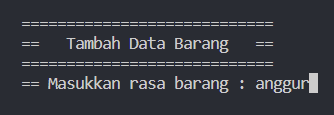 ============================
==   Tambah Data Barang   ==
============================
== Masukkan rasa barang : anggur